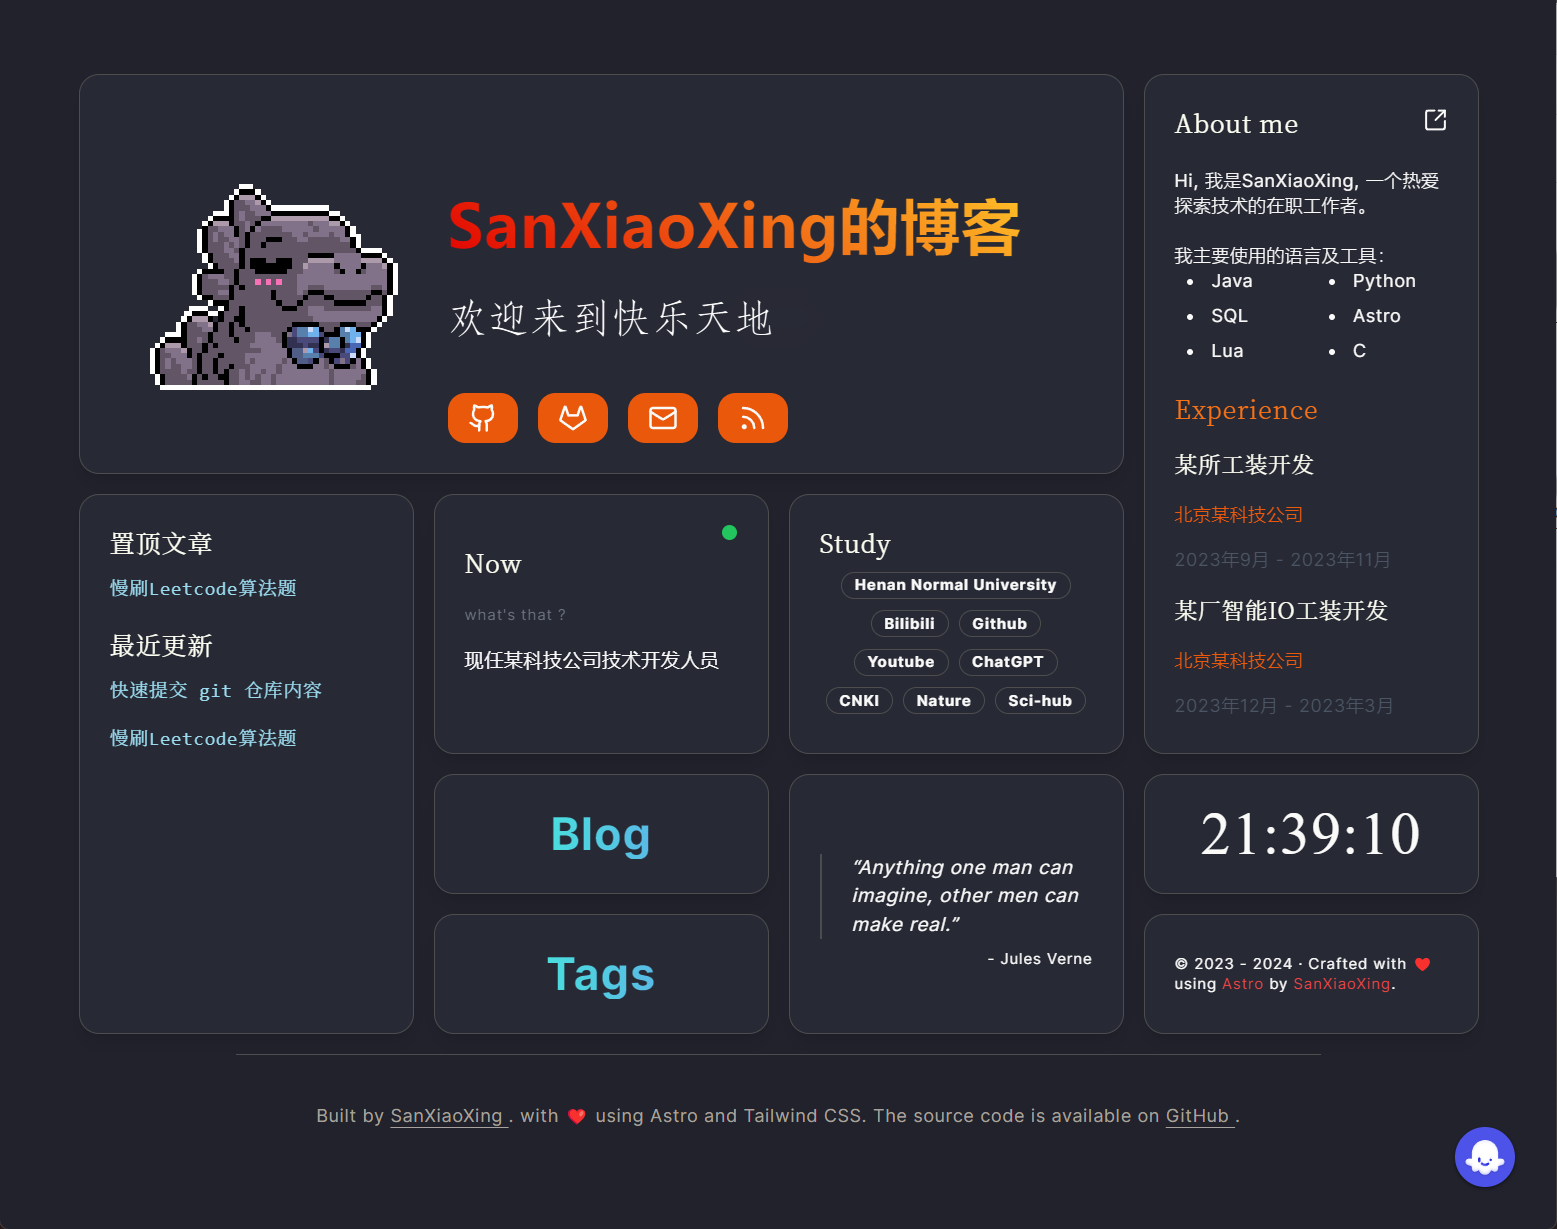 SanXiaoXing的博客
欢迎来到快乐天地
About me
Hi, 我是SanXiaoXing, 一个热爱
探索技术的在职工作者。
我主要使用的语言及工具：
Java
Python
SQL
Astro
Lua
C
Experience
某所工装开发
北京某科技公司
2023年9月 - 2023年11月
某厂智能IO工装开发
北京某科技公司
2023年12月 - 2023年3月
置顶文章
慢刷Leetcode算法题
最近更新
快速提交 git 仓库内容
慢刷Leetcode算法题
Now
what's that ?
现任某科技公司技术开发人员
Study
Henan Normal University
Bilibili Github
Youtube ChatGPT
CNKI Nature Sci-hub
Blog
Tags
“Anything one man can
imagine, other men can
make real.”
- Jules Verne
21:39:10
© 2023 - 2024 · Crafted with ❤️
using Astro by SanXiaoXing.
Built by SanXiaoXing . with ❤️ using Astro and Tailwind CSS. The source code is available on GitHub .